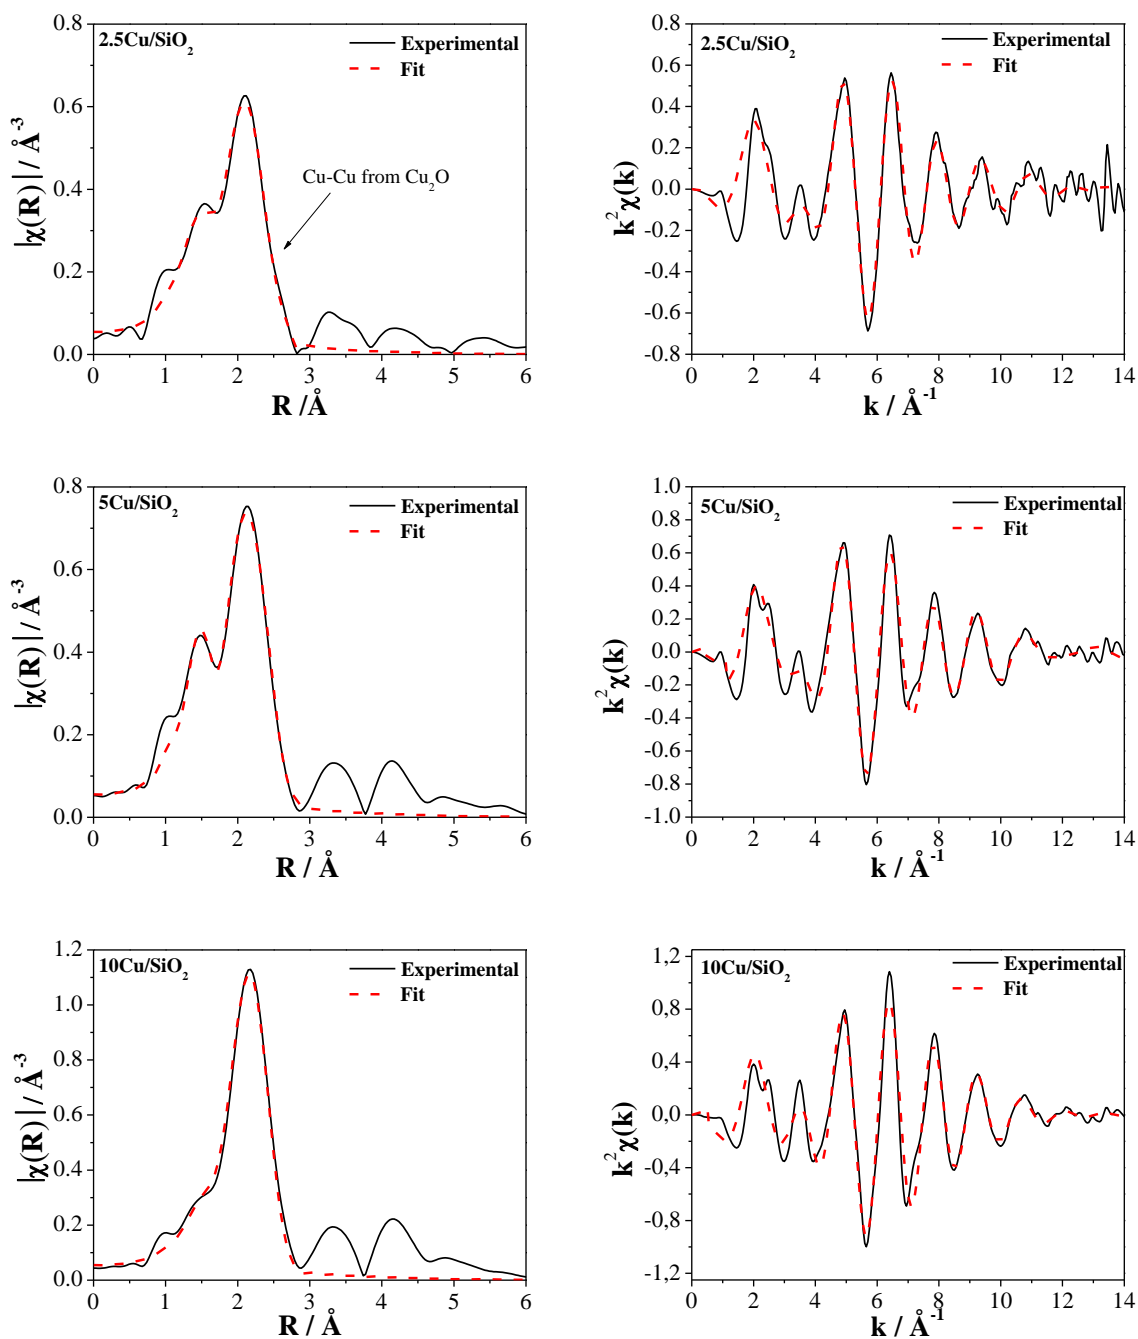 2.5Cu/SiO₂
Experimental
Fit
Cu-Cu from Cu₂O
|χ(R)| / Å⁻³
0.8
0.6
0.4
0.2
0.0
0 1 2 3 4 5 6
R /Å
2.5Cu/SiO₂
Experimental
Fit
k²χ(k)
0.8
0.6
0.4
0.2
0.0
-0.2
-0.4
-0.6
-0.8
0 2 4 6 8 10 12 14
k / Å⁻¹
5Cu/SiO₂
Experimental
Fit
|χ(R)| / Å⁻³
0.8
0.6
0.4
0.2
0.0
0 1 2 3 4 5 6
R / Å
5Cu/SiO₂
Experimental
Fit
k²χ(k)
1.0
0.8
0.6
0.4
0.2
0.0
-0.2
-0.4
-0.6
-0.8
-1.0
0 2 4 6 8 10 12 14
k / Å⁻¹
10Cu/SiO₂
Experimental
Fit
|χ(R)| / Å⁻³
1.2
1.0
0.8
0.6
0.4
0.2
0.0
0 1 2 3 4 5 6
R / Å
10Cu/SiO₂
Experimental
Fit
k²χ(k)
1,2
0,8
0,4
0,0
-0,4
-0,8
-1,2
0 2 4 6 8 10 12 14
k / Å⁻¹